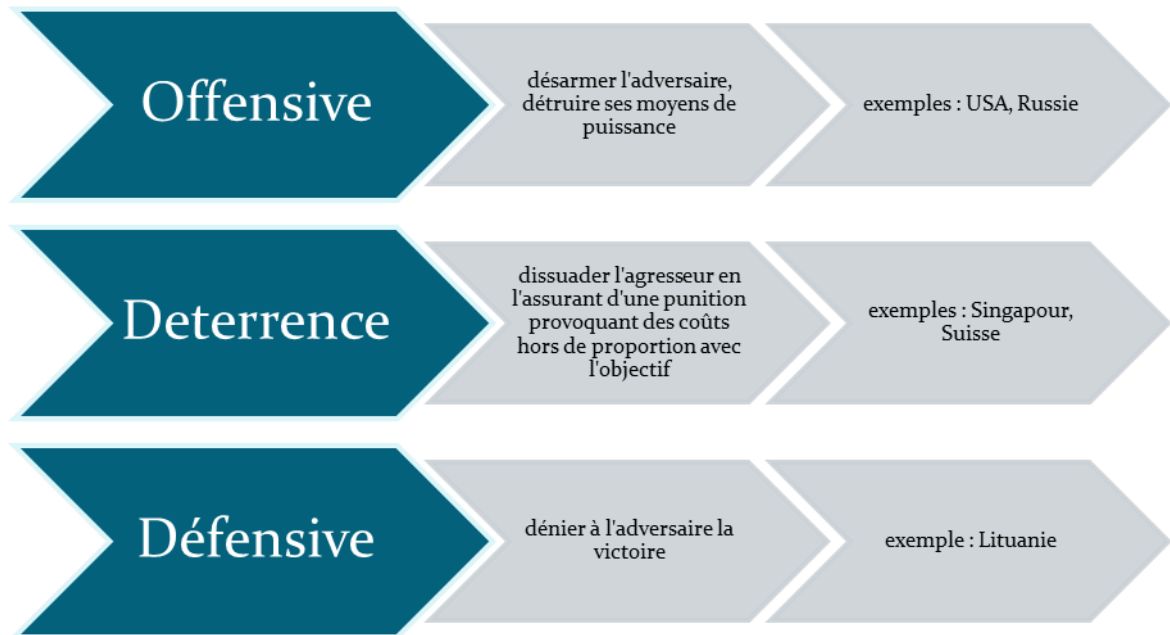 Offensive
désarmer l'adversaire,
détruire ses moyens de
puissance
exemples : USA, Russie
Deterrence
dissuader l'agresseur en
l'assurant d'une punition
provoquant des coûts
hors de proportion avec
l'objectif
exemples : Singapour,
Suisse
Défensive
dénier à l'adversaire la
victoire
exemple : Lituanie